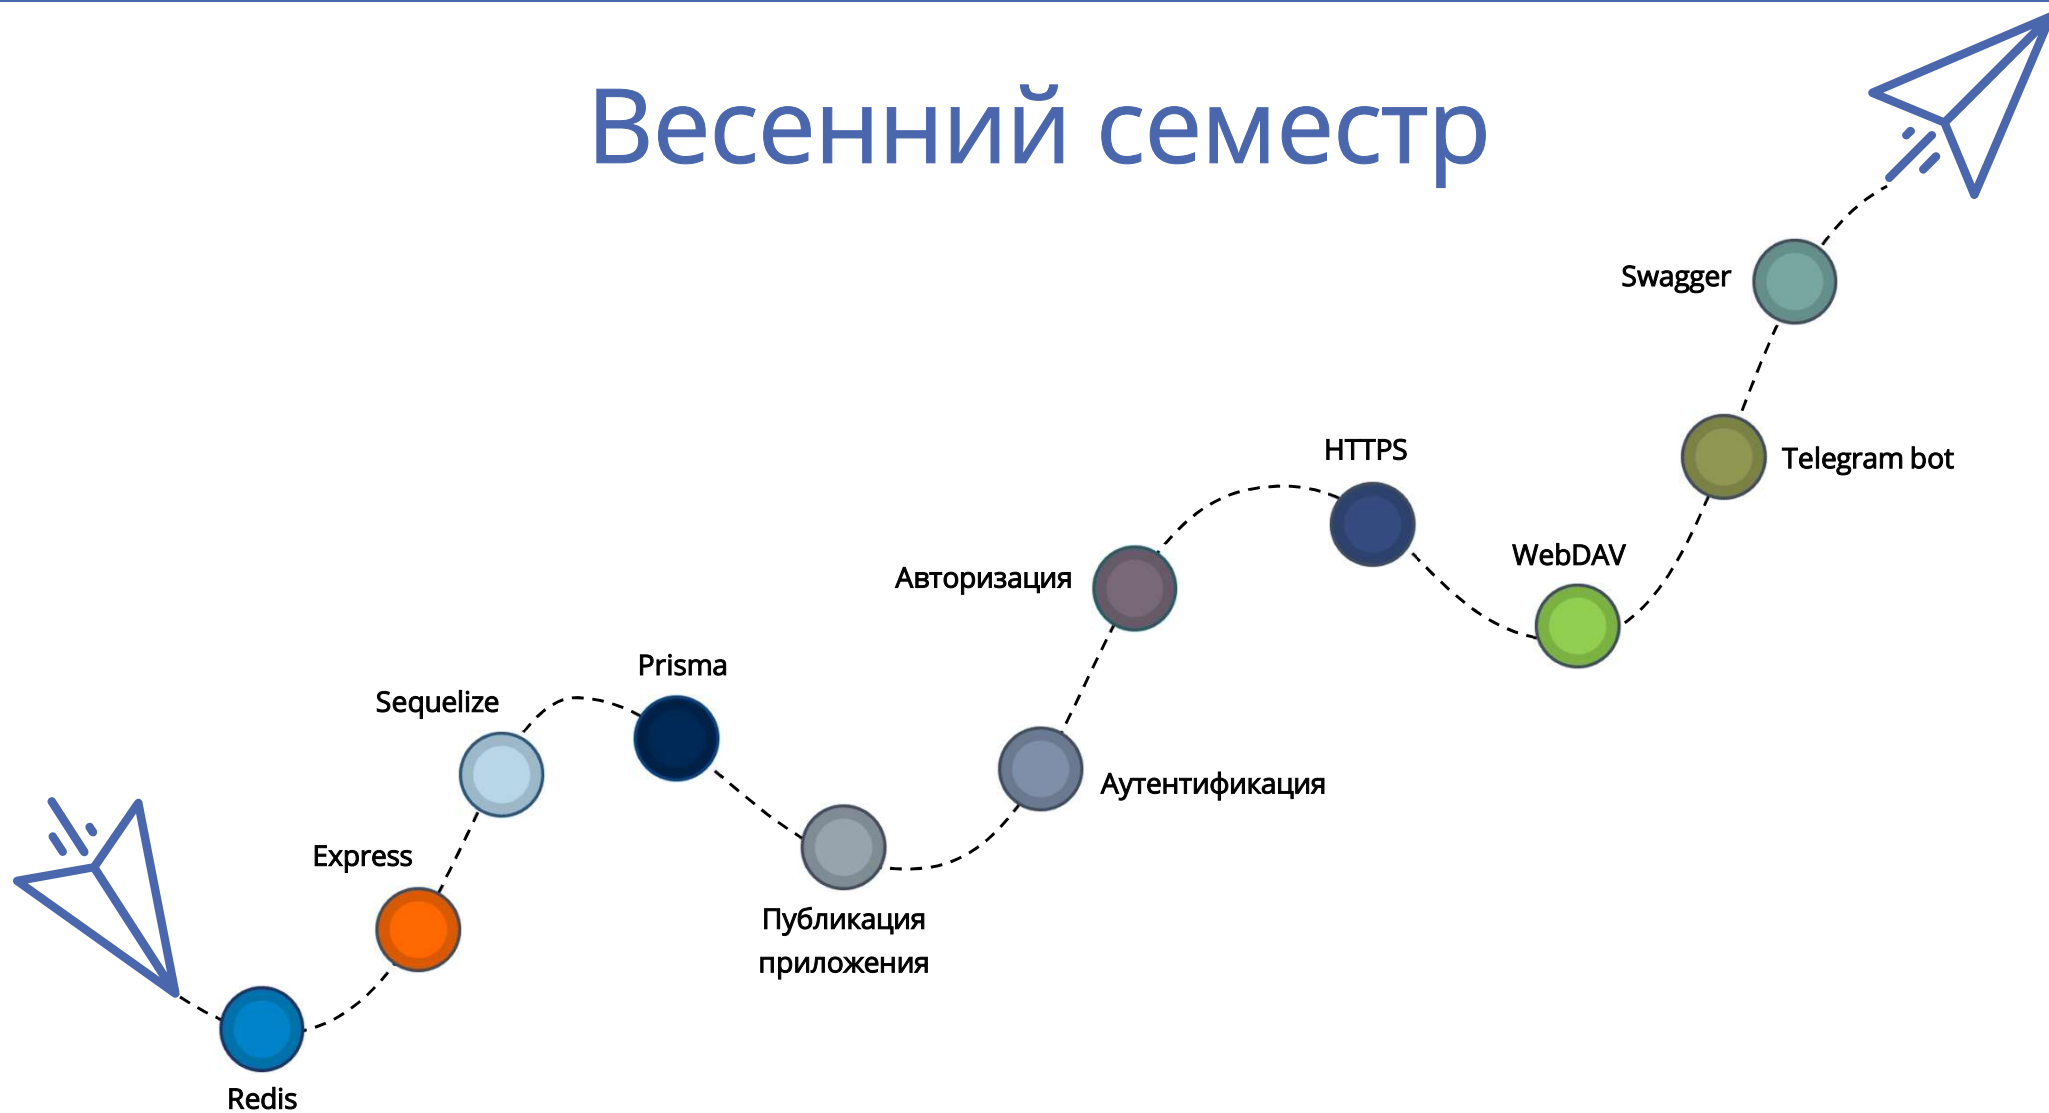 Весенний семестр
Redis
Express
Sequelize
Prisma
Публикация
приложения
Аутентификация
Авторизация
HTTPS
WebDAV
Telegram bot
Swagger